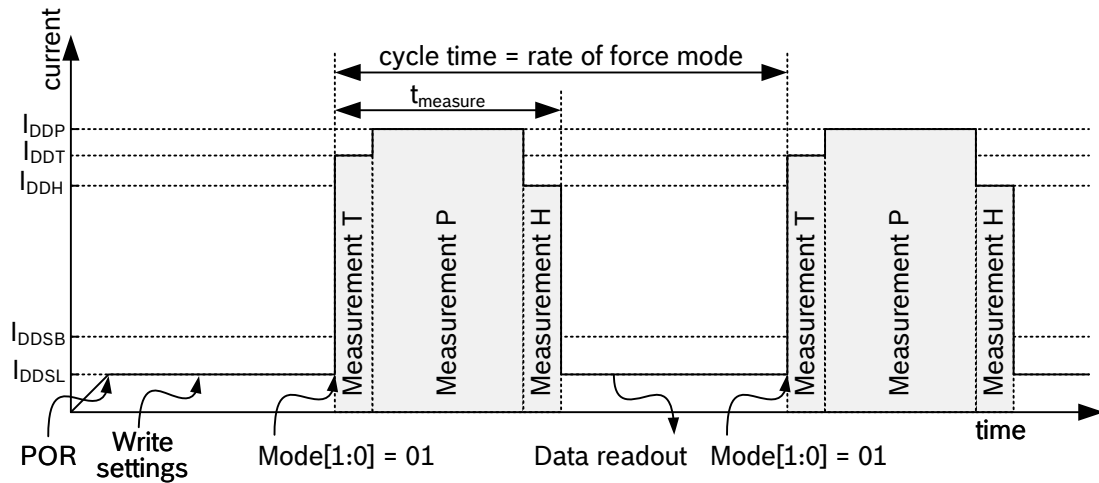 current
cycle time = rate of force mode
tmeasure
IDDP
IDDT
IDDH
IDDSB
IDDSL
Measurement T
Measurement P
Measurement H
Measurement T
Measurement P
Measurement H
time
POR
Write
settings
Mode[1:0] = 01
Data readout
Mode[1:0] = 01